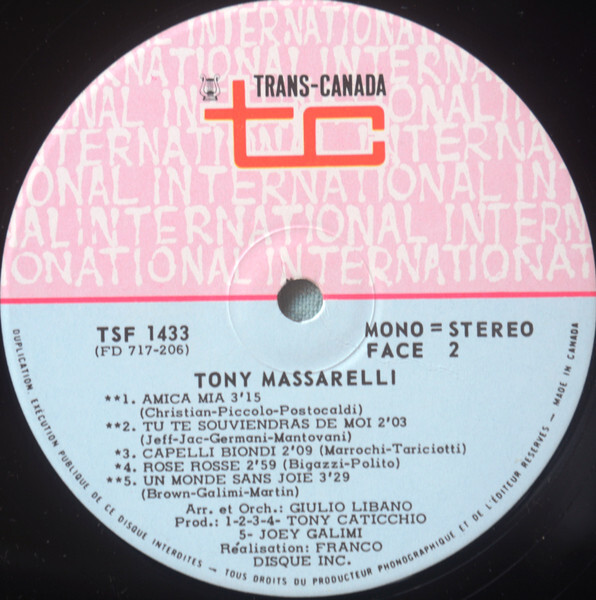 INTERNATIONAL INTERNATIONAL
TRANS-CANADA
tc
TSF 1433
(FD 717-206)
MONO = STEREO
FACE 2
TONY MASSARELLI
**1. AMICA MIA 3'15
(Christian-Piccolo-Postocaldi)
**2. TU TE SOUVIENDRAS DE MOI 2'03
(Jeff-Jac-Germani-Mantovani)
*3. CAPELLI BIONDI 2'09 (Marrochi-Tariciotti)
*4. ROSE ROSSE 2'59 (Bigazzi-Polito)
**5. UN MONDE SANS JOIE 3'29
(Brown-Galimi-Martin)
Arr. et Orch.: GIULIO LIBANO
Prod.: 1-2-3-4- TONY CATICCHIO
5- JOEY GALIMI
Réalisation: FRANCO
DISQUE INC.
DUPLICATION, EXÉCUTION PUBLIQUE DE CE DISQUE INTERDITES - TOUS DROITS DU PRODUCTEUR PHONOGRAPHIQUE ET DE L'ÉDITEUR RESERVES - MADE IN CANADA